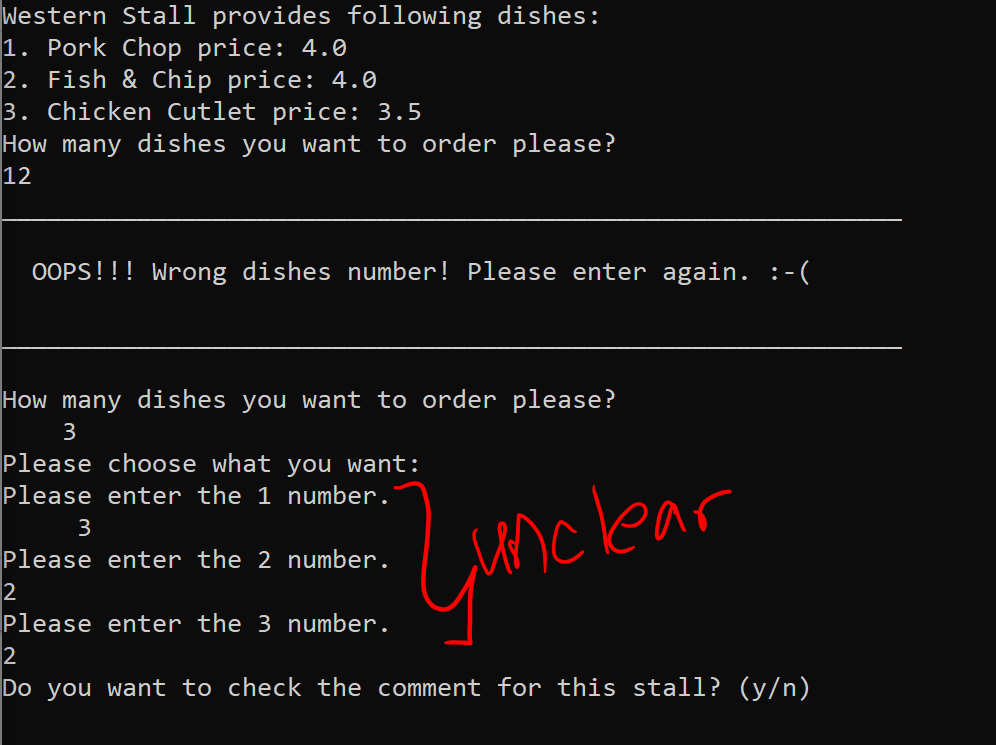 Western Stall provides following dishes:
1. Pork Chop price: 4.0
2. Fish & Chip price: 4.0
3. Chicken Cutlet price: 3.5
How many dishes you want to order please?
12
OOPS!!! Wrong dishes number! Please enter again. :-(
How many dishes you want to order please?
3
Please choose what you want:
Please enter the 1 number.
3
Please enter the 2 number.
unclear
2
Please enter the 3 number.
2
Do you want to check the comment for this stall? (y/n)